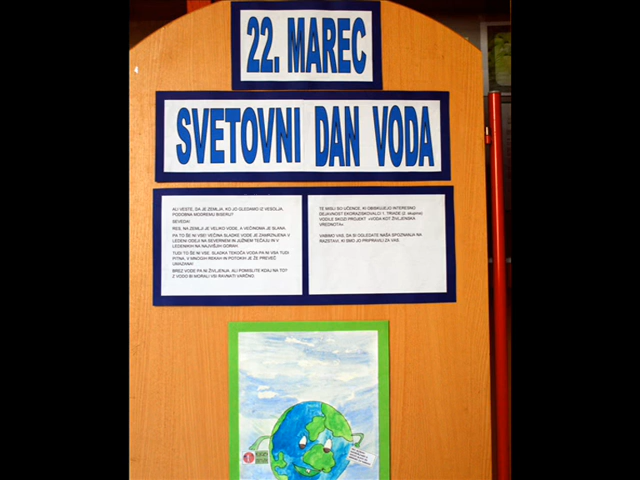 22. MAREC
SVETOVNI DAN VODA
ALI VESTE, DA JE ZEMLJA, KO JO GLEDAMO IZ VESOLJA,
PODOBNA MODREMU BISERU?
SEVEDA!
RES, NA ZEMLJI JE VELIKO VODE, A VEČINOMA JE SLANA.
PA TO ŠE NI VSE! VEČINA SLADKE VODE JE ZAMRZNJENA V
LEDENI ODEJI NA SEVERNEM IN JUŽNEM TEČAJU IN V
LEDENIKIH NA NAJVIŠJIH GORAH.
TUDI TO ŠE NI VSE. SLADKA TEKOČA VODA PA NI VSA TUDI
PITNA, V MNOGIH REKAH IN POTOKIH JE ŽE PREVEČ
UMAZANA!
BREZ VODE PA NI ŽIVLJENJA. ALI POMISLITE KDAJ NA TO?
Z VODO BI MORALI VSI RAVNATI VARČNO.
TE MISLI SO UČENCE, KI OBISKUJEJO INTERESNO
DEJAVNOST EKORAZISKOVALCI 1. TRIADE (2. skupina)
VODILE SKOZI PROJEKT »VODA KOT ŽIVLJENJSKA
VREDNOTA«.
VABIMO VAS, DA SI OGLEDATE NAŠA SPOZNANJA NA
RAZSTAVI, KI SMO JO PRIPRAVILI ZA VAS.